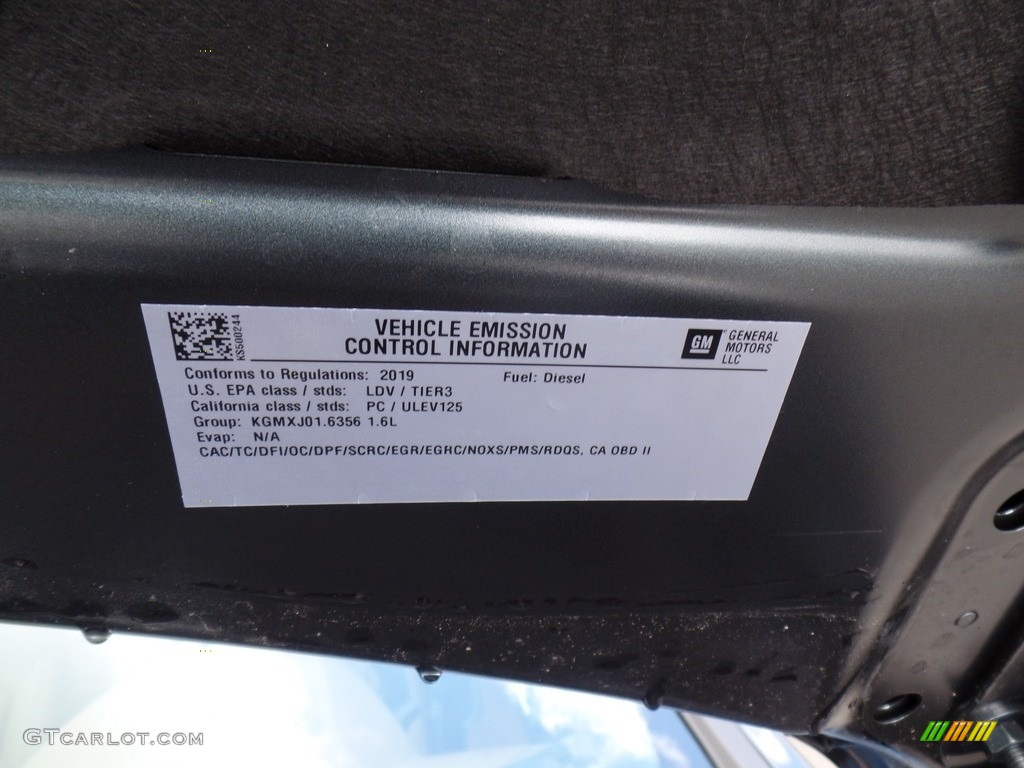 KS500244
VEHICLE EMISSION
CONTROL INFORMATION
GM
GENERAL
MOTORS
LLC
Conforms to Regulations: 2019 Fuel: Diesel
U.S. EPA class / stds: LDV / TIER3
California class / stds: PC / ULEV125
Group: KGMXJ01.6356 1.6L
Evap: N/A
CAC/TC/DFI/OC/DPF/SCRC/EGR/EGRC/NOXS/PMS/RDQS, CA OBD II
GTCARLOT.COM